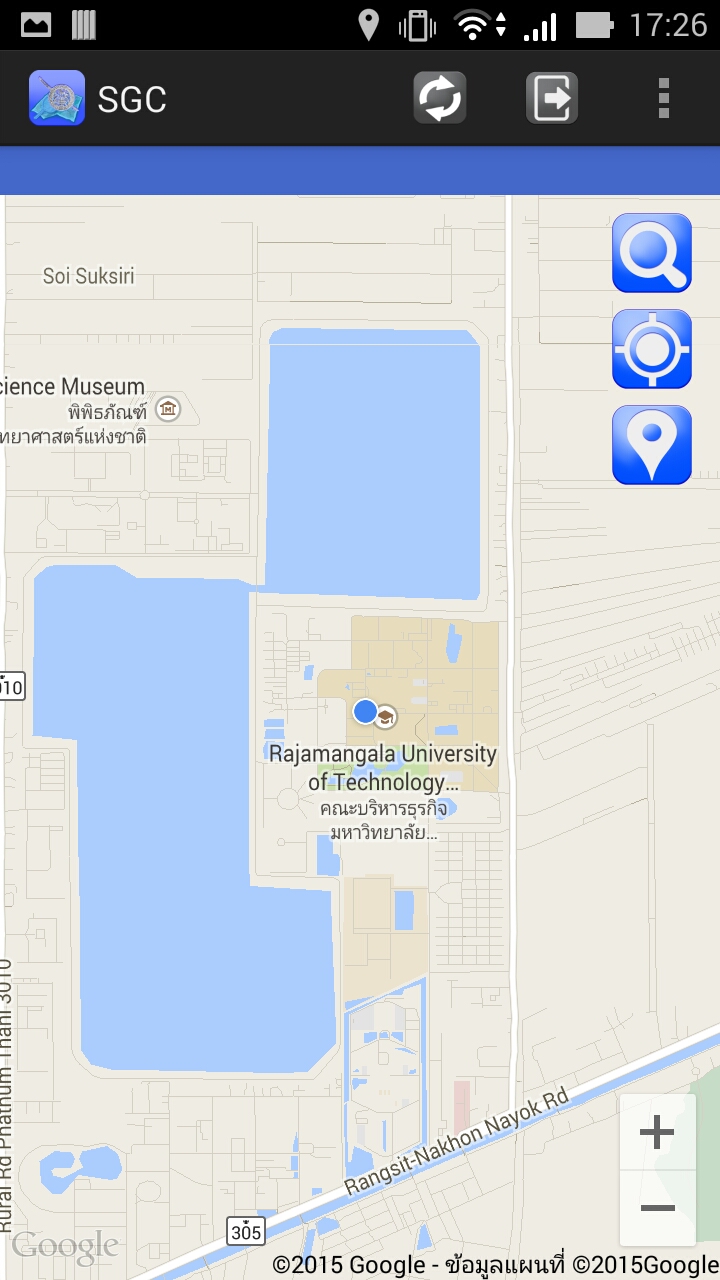 17:26
SGC
Soi Suksiri
cience Museum
พิพิธภัณฑ์
ทยาศาสตร์แห่งชาติ
Rajamangala University
of Technology...
คณะบริหารธุรกิจ
มหาวิทยาลัย...
Rural Rd Phathum Thani 3010
Rangsit-Nakhon Nayok Rd
305
+
−
Google
©2015 Google - ข้อมูลแผนที่ ©2015Google